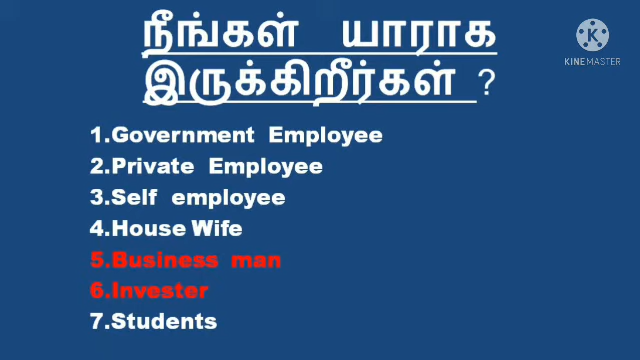 நீங்கள் யாராக
இருக்கிறீர்கள் ?
1.Government Employee
2.Private Employee
3.Self employee
4.House Wife
5.Business man
6.Invester
7.Students
K
KINEMASTER